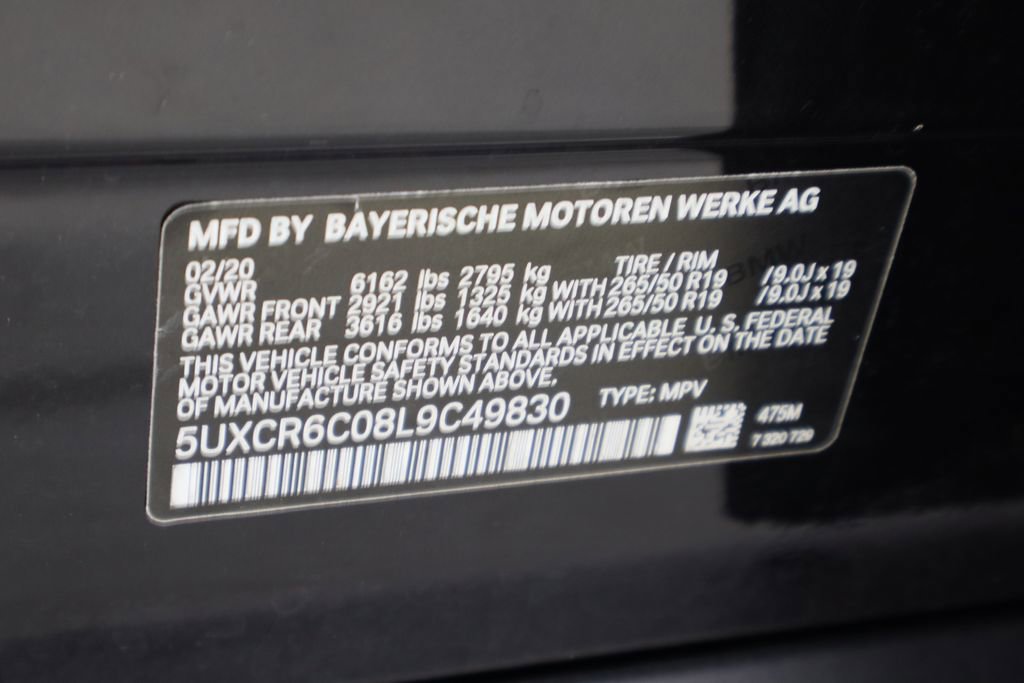 MFD BY BAYERISCHE MOTOREN WERKE AG
02/20 TIRE / RIM
GVWR 6162 lbs 2795 kg
GAWR FRONT 2921 lbs 1325 kg WITH 265/50 R19 /9.0J x 19
GAWR REAR 3616 lbs 1640 kg WITH 265/50 R19 /9.0J x 19
THIS VEHICLE CONFORMS TO ALL APPLICABLE U. S. FEDERAL
MOTOR VEHICLE SAFETY STANDARDS IN EFFECT ON THE DATE
OF MANUFACTURE SHOWN ABOVE.
5UXCR6C08L9C49830 TYPE: MPV
475M
7 320 729
BMW